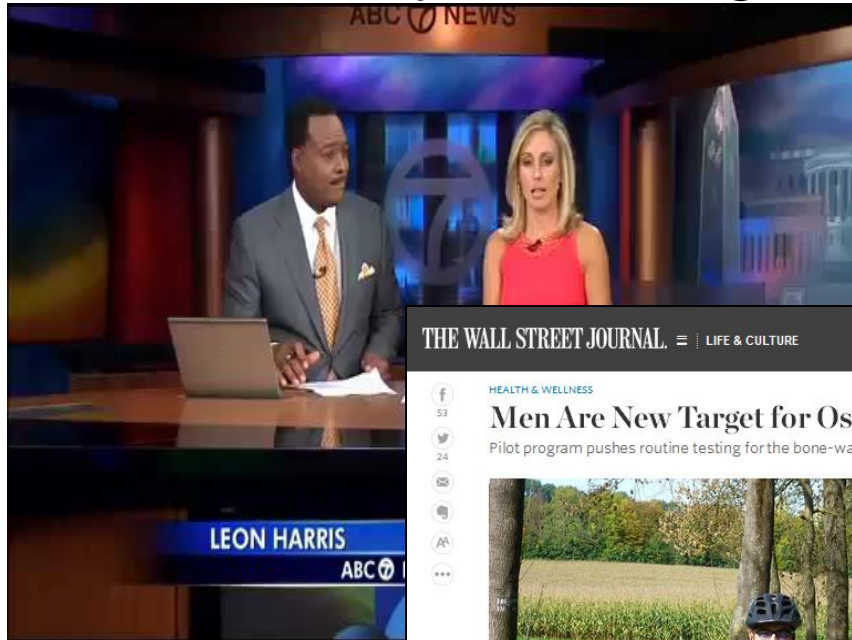 ABC 7 NEWS
7
LEON HARRIS
ABC 7
THE WALL STREET JOURNAL. ≡ | LIFE & CULTURE
HEALTH & WELLNESS
53
Men Are New Target for Os
24
Pilot program pushes routine testing for the bone-wa